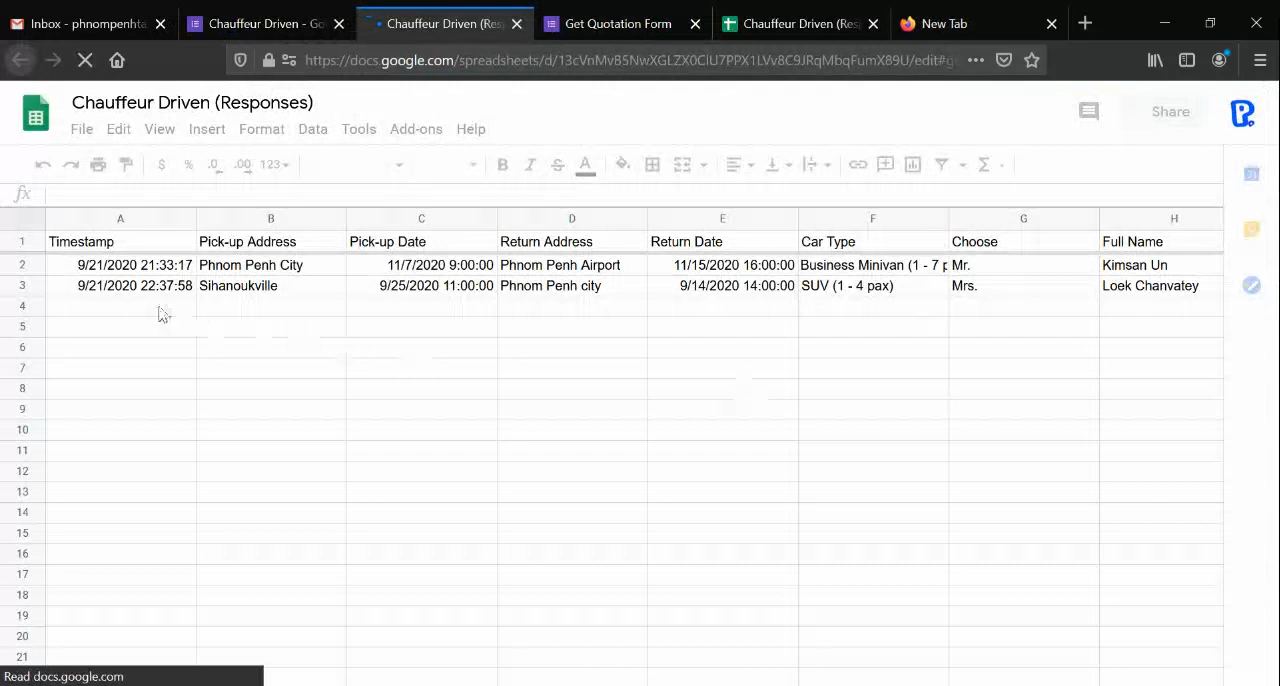 Inbox - phnompenhta
Chauffeur Driven - Go
Chauffeur Driven (Res
Get Quotation Form
Chauffeur Driven (Res
New Tab
https://docs.google.com/spreadsheets/d/13cVnMvB5NwXGLZX0ClU7PPX1LVv8C9JRqMbqFumX89U/edit#g
Chauffeur Driven (Responses)
Share
File Edit View Insert Format Data Tools Add-ons Help
$ % .0 .00 123
fx
A B C D E F G H
1 Timestamp Pick-up Address Pick-up Date Return Address Return Date Car Type Choose Full Name
2 9/21/2020 21:33:17 Phnom Penh City 11/7/2020 9:00:00 Phnom Penh Airport 11/15/2020 16:00:00 Business Minivan (1 - 7 p Mr. Kimsan Un
3 9/21/2020 22:37:58 Sihanoukville 9/25/2020 11:00:00 Phnom Penh city 9/14/2020 14:00:00 SUV (1 - 4 pax) Mrs. Loek Chanvatey
4
5
6
7
8
9
10
11
12
13
14
15
16
17
18
19
20
21
Read docs.google.com